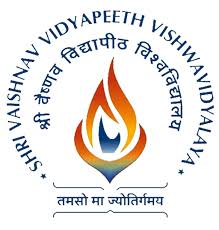 SHRI VAISHNAV VIDYAPEETH VISHWAVIDYALAYA
श्री वैष्णव विद्यापीठ विश्वविद्यालय
तमसो मा ज्योतिर्गमय